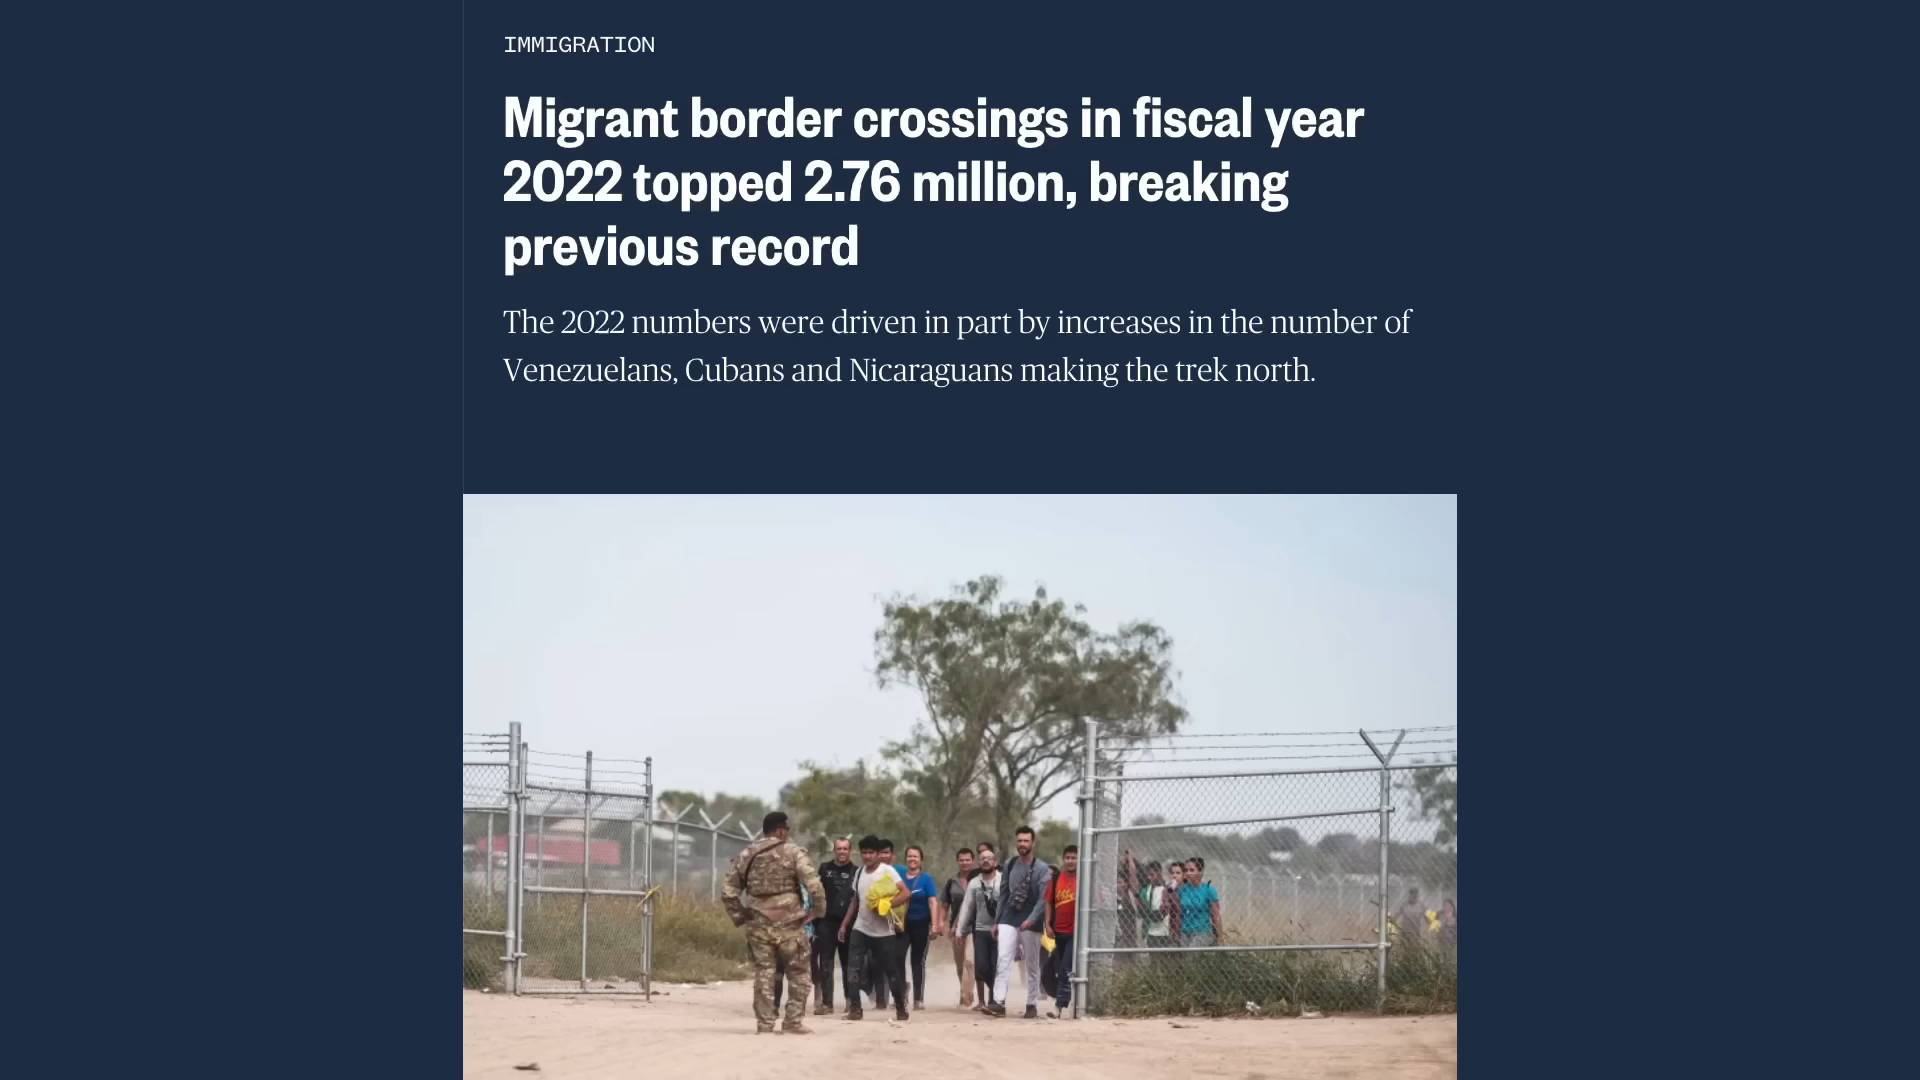 IMMIGRATION
Migrant border crossings in fiscal year
2022 topped 2.76 million, breaking
previous record
The 2022 numbers were driven in part by increases in the number of
Venezuelans, Cubans and Nicaraguans making the trek north.